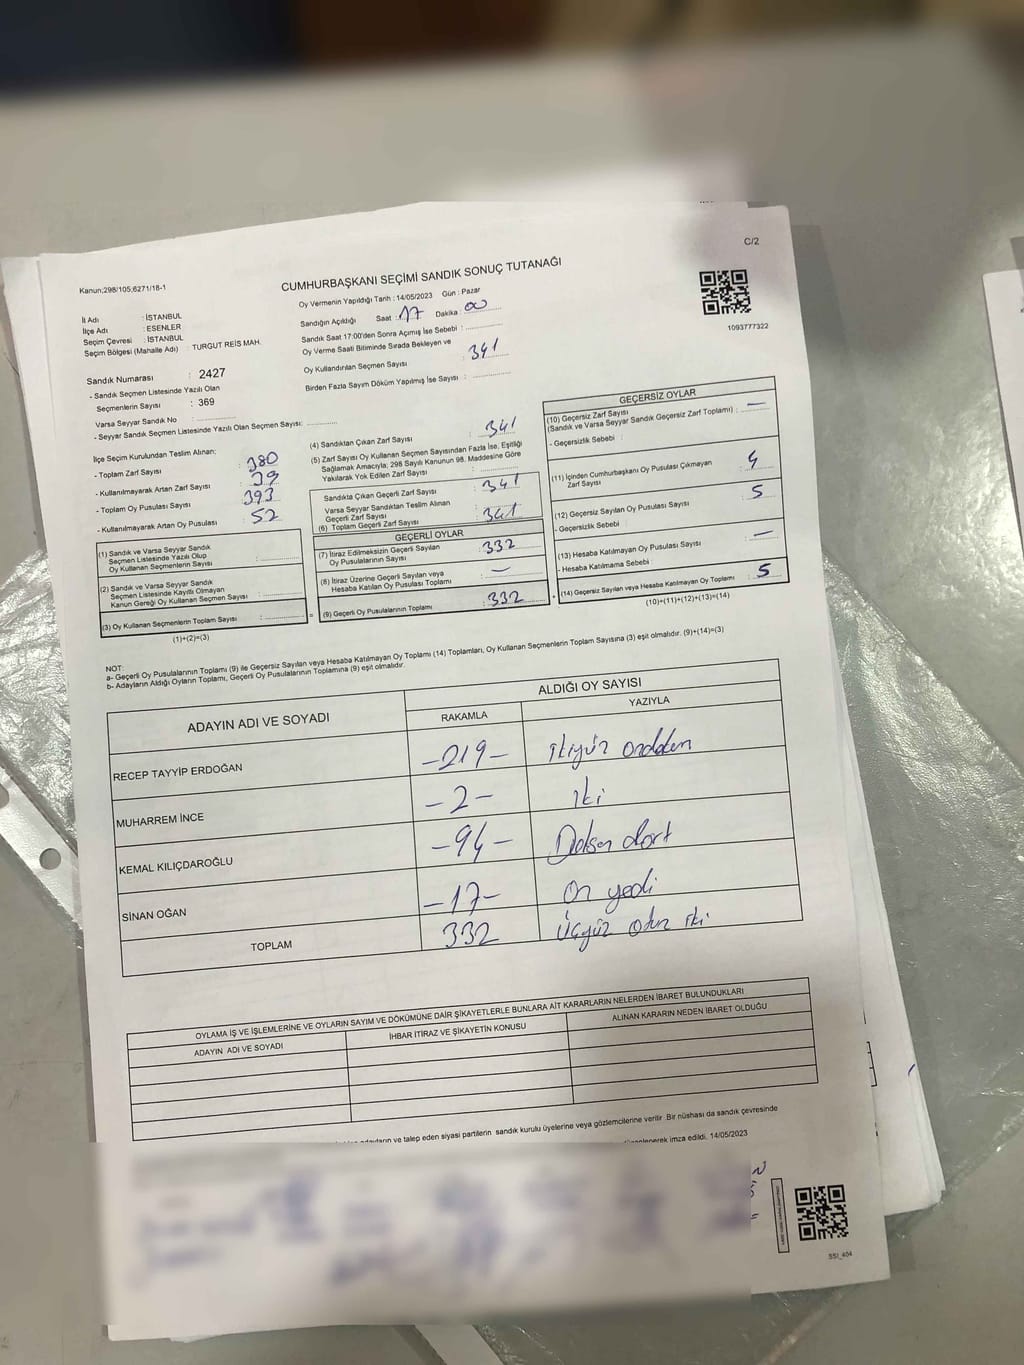 C/2
Kanun:298/105,6271/18-1
CUMHURBAŞKANI SEÇİMİ SANDIK SONUÇ TUTANAĞI
Oy Vermenin Yapıldığı Tarih : 14/05/2023 Gün : Pazar
1093777322
İl Adı : İSTANBUL
İlçe Adı : ESENLER
Seçim Çevresi : İSTANBUL
Seçim Bölgesi (Mahalle Adı) : TURGUT REİS MAH.
Sandığın Açıldığı Saat : 17 Dakika : 00
Sandık Saat 17:00'den Sonra Açımış İse Sebebi :
Oy Verme Saati Bitiminde Sırada Bekleyen ve
Oy Kullandırılan Seçmen Sayısı : 341
Birden Fazla Sayım Döküm Yapılmış İse Sayısı :
Sandık Numarası : 2427
- Sandık Seçmen Listesinde Yazılı Olan
Seçmenlerin Sayısı : 369
Varsa Seyyar Sandık No :
- Seyyar Sandık Seçmen Listesinde Yazılı Olan Seçmen Sayısı:
İlçe Seçim Kurulundan Teslim Alınan;
- Toplam Zarf Sayısı : 380
- Kullanılmayarak Artan Zarf Sayısı : 39
- Toplam Oy Pusulası Sayısı : 393
- Kullanılmayarak Artan Oy Pusulası : 52
(1) Sandık ve Varsa Seyyar Sandık
Seçmen Listesinde Yazılı Olup
Oy Kullanan Seçmenlerin Sayısı :
(2) Sandık ve Varsa Seyyar Sandık
Seçmen Listesinde Kayıtlı Olmayan
Kanun Gereği Oy Kullanan Seçmen Sayısı :
(3) Oy Kullanan Seçmenlerin Toplam Sayısı :
(1)+(2)=(3)
(4) Sandıktan Çıkan Zarf Sayısı : 341
(5) Zarf Sayısı Oy Kullanan Seçmen Sayısından Fazla İse, Eşitliği
Sağlamak Amacıyla; 298 Sayılı Kanunun 98. Maddesine Göre
Yakılarak Yok Edilen Zarf Sayısı :
Sandıkta Çıkan Geçerli Zarf Sayısı : 341
Varsa Seyyar Sandıktan Teslim Alınan
Geçerli Zarf Sayısı :
(6) Toplam Geçerli Zarf Sayısı : 341
GEÇERLİ OYLAR
(7) İtiraz Edilmeksizin Geçerli Sayılan
Oy Pusulalarının Sayısı : 332
(8) İtiraz Üzerine Geçerli Sayılan veya
Hesaba Katılan Oy Pusulası Toplamı : —
= (9) Geçerli Oy Pusulalarının Toplamı : 332
GEÇERSİZ OYLAR
(10) Geçersiz Zarf Sayısı
(Sandık ve Varsa Seyyar Sandık Geçersiz Zarf Toplamı) : —
- Geçersizlik Sebebi :
(11) İçinden Cumhurbaşkanı Oy Pusulası Çıkmayan
Zarf Sayısı : 4
(12) Geçersiz Sayılan Oy Pusulası Sayısı : 5
- Geçersizlik Sebebi :
(13) Hesaba Katılmayan Oy Pusulası Sayısı : —
- Hesaba Katılmama Sebebi :
+ (14) Geçersiz Sayılan veya Hesaba Katılmayan Oy Toplamı : 5
(10)+(11)+(12)+(13)=(14)
NOT:
a- Geçerli Oy Pusulalarının Toplamı (9) ile Geçersiz Sayılan veya Hesaba Katılmayan Oy Toplamı (14) Toplamları, Oy Kullanan Seçmenlerin Toplam Sayısına (3) eşit olmalıdır. (9)+(14)=(3)
b- Adayların Aldığı Oyların Toplamı, Geçerli Oy Pusulalarının Toplamına (9) eşit olmalıdır.
ADAYIN ADI VE SOYADI ALDIĞI OY SAYISI
RAKAMLA YAZIYLA
RECEP TAYYİP ERDOĞAN -219- ikiyüz ondokuz
MUHARREM İNCE -2- iki
KEMAL KILIÇDAROĞLU -94- Doksan dört
SİNAN OĞAN -17- On yedi
TOPLAM 332 Üçyüz otuz iki
OYLAMA İŞ VE İŞLEMLERİNE VE OYLARIN SAYIM VE DÖKÜMÜNE DAİR ŞİKAYETLERLE BUNLARA AİT KARARLARIN NELERDEN İBARET BULUNDUKLARI
ADAYIN ADI VE SOYADI İHBAR İTİRAZ VE ŞİKAYETİN KONUSU ALINAN KARARIN NEDEN İBARET OLDUĞU
ve talep eden siyasi partilerin sandık kurulu üyelerine veya gözlemcilerine verilir. Bir nüshası da sandık çevresinde
imza edildi. 14/05/2023
SSI_404